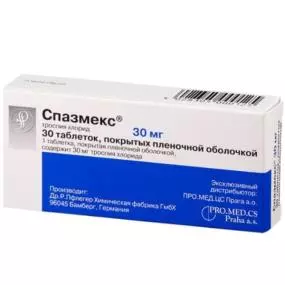 Спазмекс® 30 мг
троспия хлорид
30 таблеток, покрытых пленочной оболочкой
1 таблетка, покрытая пленочной оболочкой,
содержит 30 мг троспия хлорида
Производит:
Др.Р.Пфлегер Химическая фабрика ГмбХ
96045 Бамберг, Германия
Эксклюзивный
дистрибьютор:
ПРО.МЕД.ЦС Прага а.о.
PRO.MED.CS
Praha a. s.